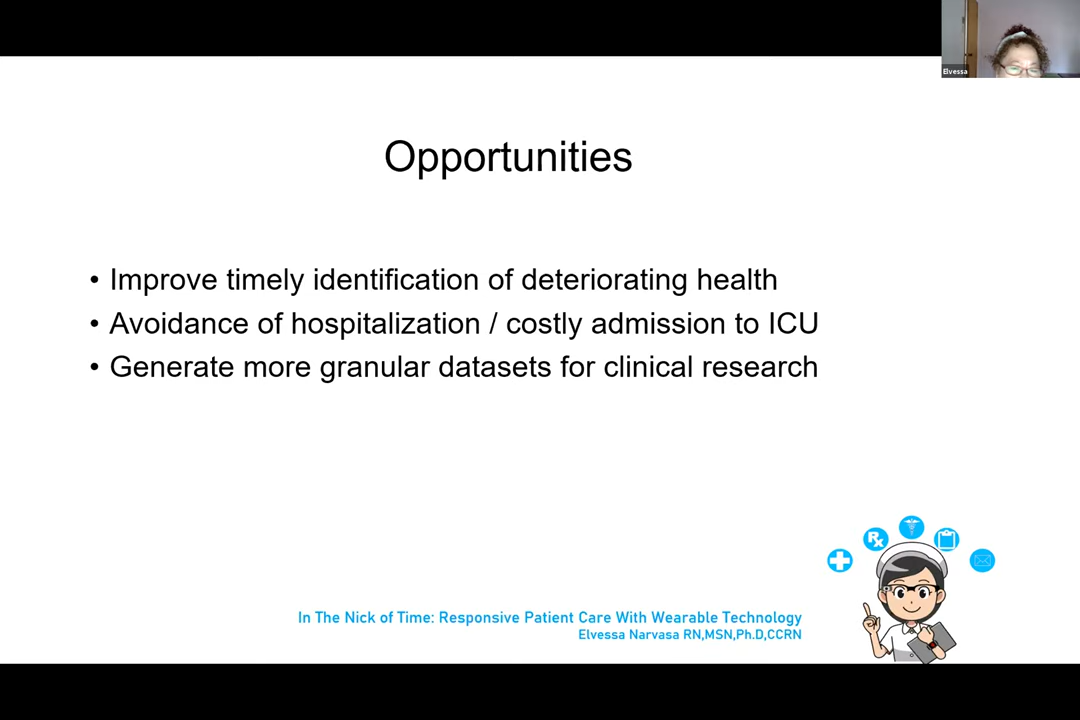 Elvessa
Opportunities
• Improve timely identification of deteriorating health
• Avoidance of hospitalization / costly admission to ICU
• Generate more granular datasets for clinical research
Rx
In The Nick of Time: Responsive Patient Care With Wearable Technology
Elvessa Narvasa RN,MSN,Ph.D,CCRN